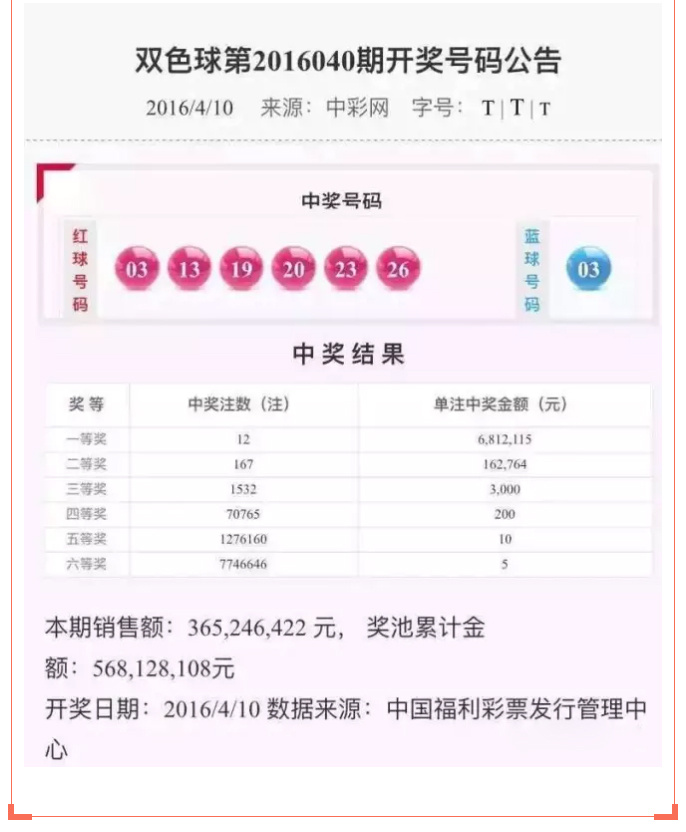 双色球第2016040期开奖号码公告
2016/4/10 来源：中彩网 字号： T | T | T
中奖号码
红球号码 03 13 19 20 23 26 蓝球号码 03
中奖结果
奖等 中奖注数（注） 单注中奖金额（元）
一等奖 12 6,812,115
二等奖 167 162,764
三等奖 1532 3,000
四等奖 70765 200
五等奖 1276160 10
六等奖 7746646 5
本期销售额：365,246,422 元， 奖池累计金
额：568,128,108元
开奖日期：2016/4/10 数据来源：中国福利彩票发行管理中
心